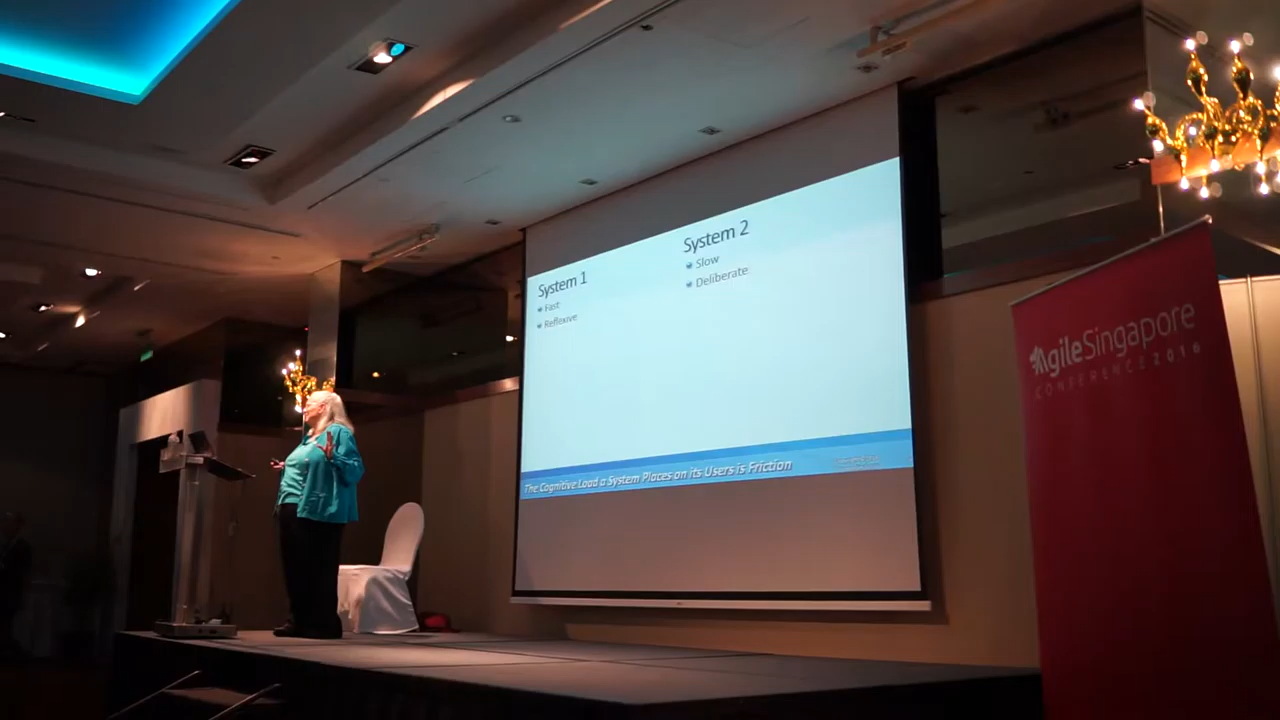 System 1
Fast
Reflexive
System 2
Slow
Deliberate
The Cognitive Load a System Places on its Users is Friction
AgileSingapore
CONFERENCE 2016